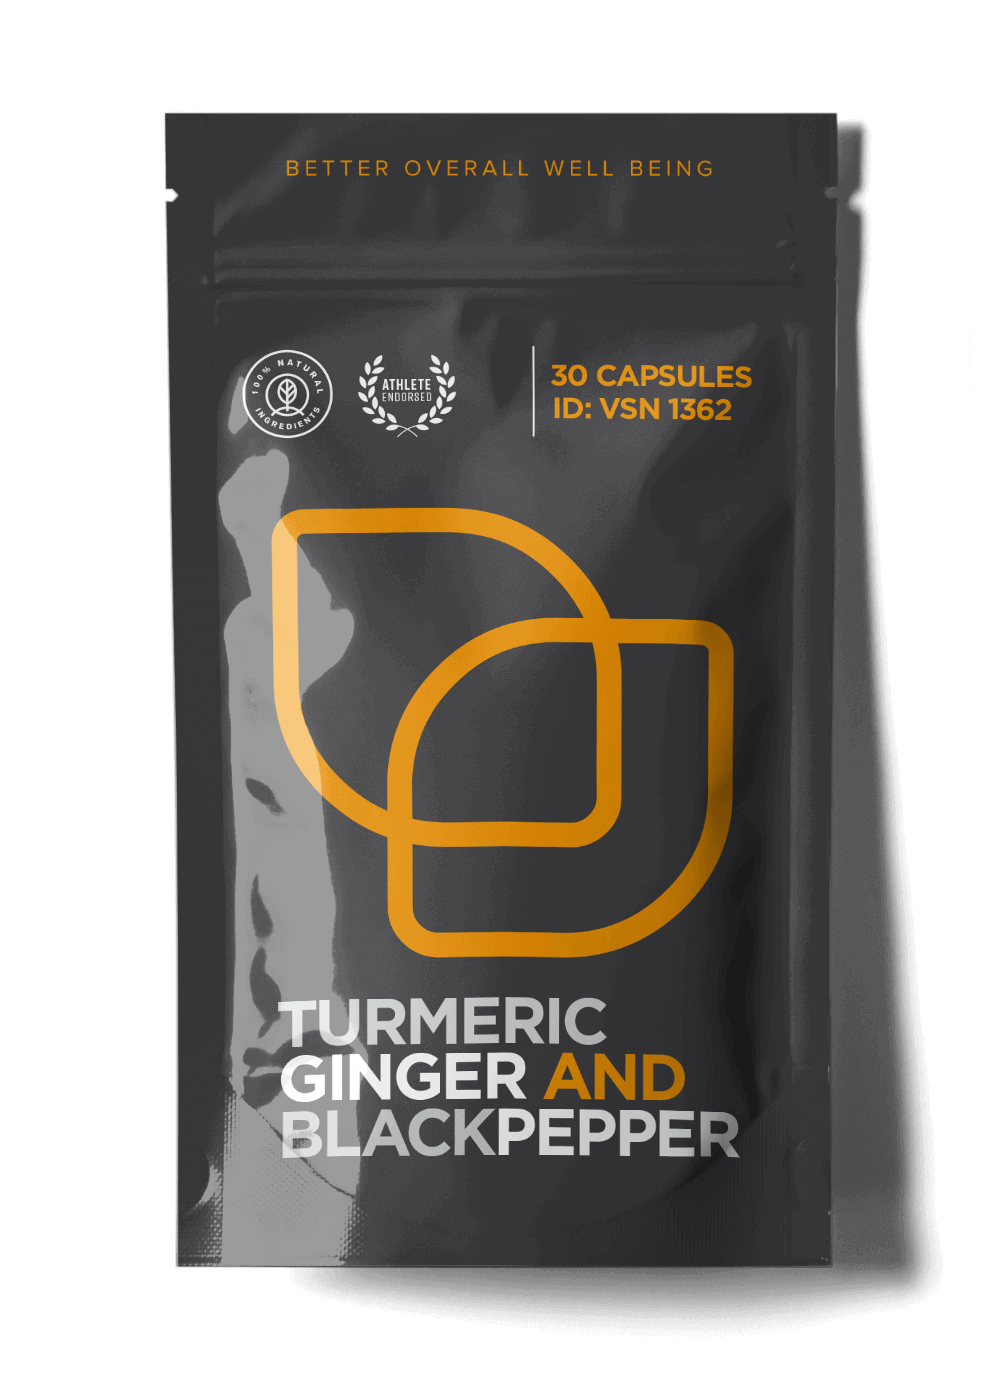 BETTER OVERALL WELL BEING
100% NATURAL
INGREDIENTS
ATHLETE
ENDORSED
30 CAPSULES
ID: VSN 1362
TURMERIC
GINGER AND
BLACKPEPPER